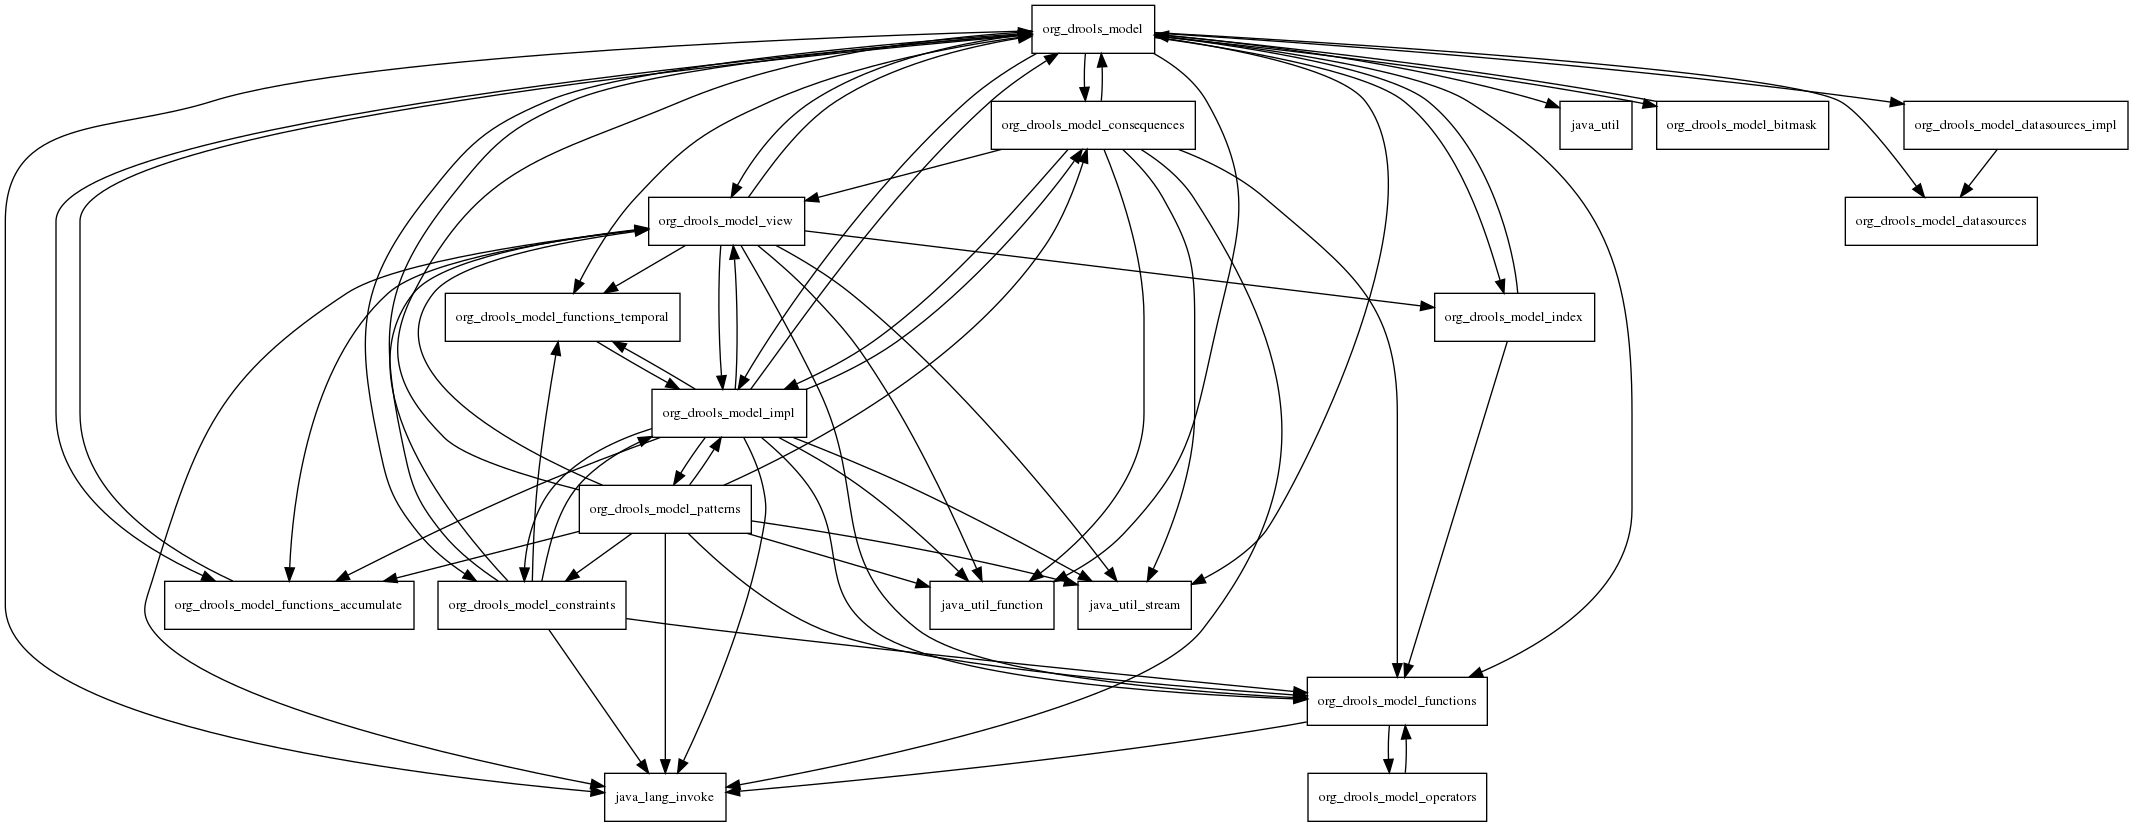 org_drools_model
org_drools_model_consequences
java_util
org_drools_model_bitmask
org_drools_model_datasources_impl
org_drools_model_view
org_drools_model_datasources
org_drools_model_functions_temporal
org_drools_model_index
org_drools_model_impl
org_drools_model_patterns
org_drools_model_functions_accumulate
org_drools_model_constraints
java_util_function
java_util_stream
org_drools_model_functions
java_lang_invoke
org_drools_model_operators